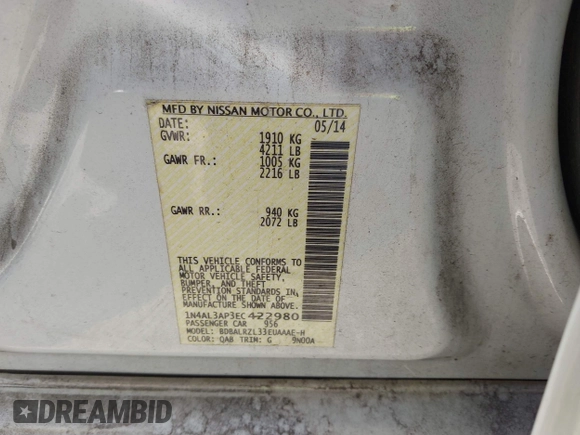 MFD BY NISSAN MOTOR CO., LTD.
DATE: 05/14
GVWR: 1910 KG
4211 LB
GAWR FR.: 1005 KG
2216 LB
GAWR RR.: 940 KG
2072 LB
THIS VEHICLE CONFORMS TO
ALL APPLICABLE FEDERAL
MOTOR VEHICLE SAFETY,
BUMPER, AND THEFT
PREVENTION STANDARDS IN
EFFECT ON THE DATE OF
MANUFACTURE SHOWN ABOVE.
1N4AL3AP3EC422980
PASSENGER CAR 956
MODEL: BDBALRZL33EUAAAE-H
COLOR: QAB TRIM: G 9N00A
DREAMBID